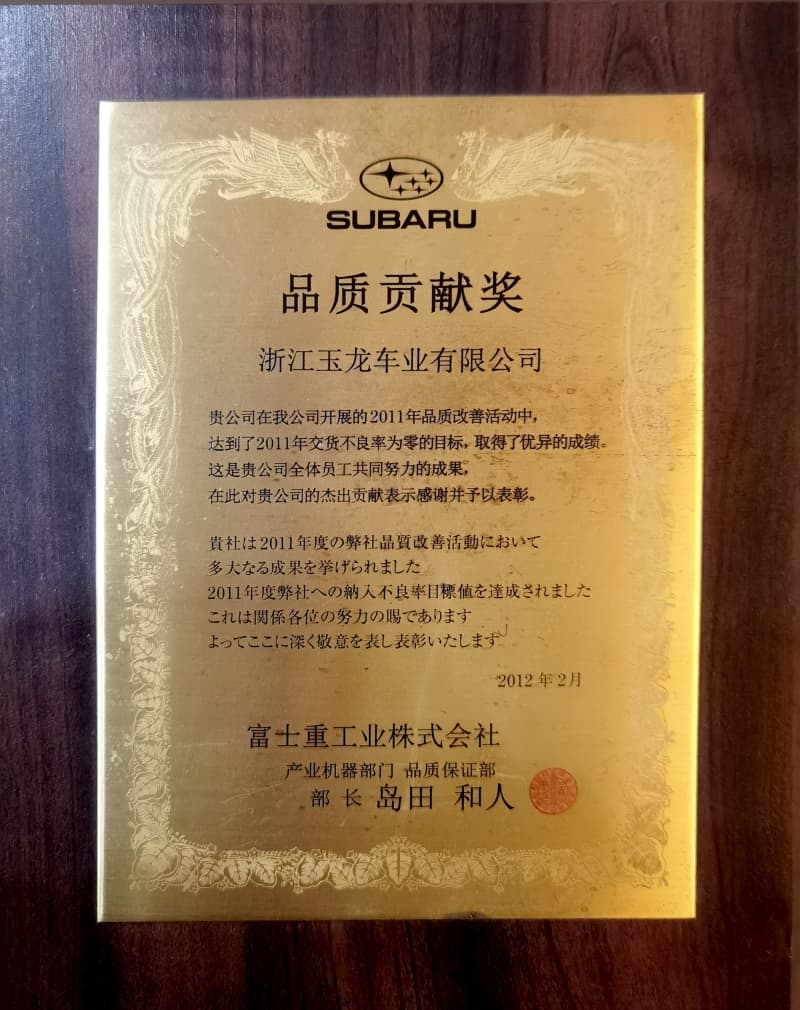 SUBARU
品质贡献奖
浙江玉龙车业有限公司
贵公司在我公司开展的2011年品质改善活动中,
达到了2011年交货不良率为零的目标, 取得了优异的成绩。
这是贵公司全体员工共同努力的成果,
在此对贵公司的杰出贡献表示感谢并予以表彰。
貴社は2011年度の弊社品質改善活動において
多大なる成果を挙げられました
2011年度弊社への納入不良率目標値を達成されました
これは関係各位の努力の賜であります
よってここに深く敬意を表し表彰いたします
2012 年 2月
富士重工业株式会社
产业机器部门 品质保证部
部 长 岛田 和人